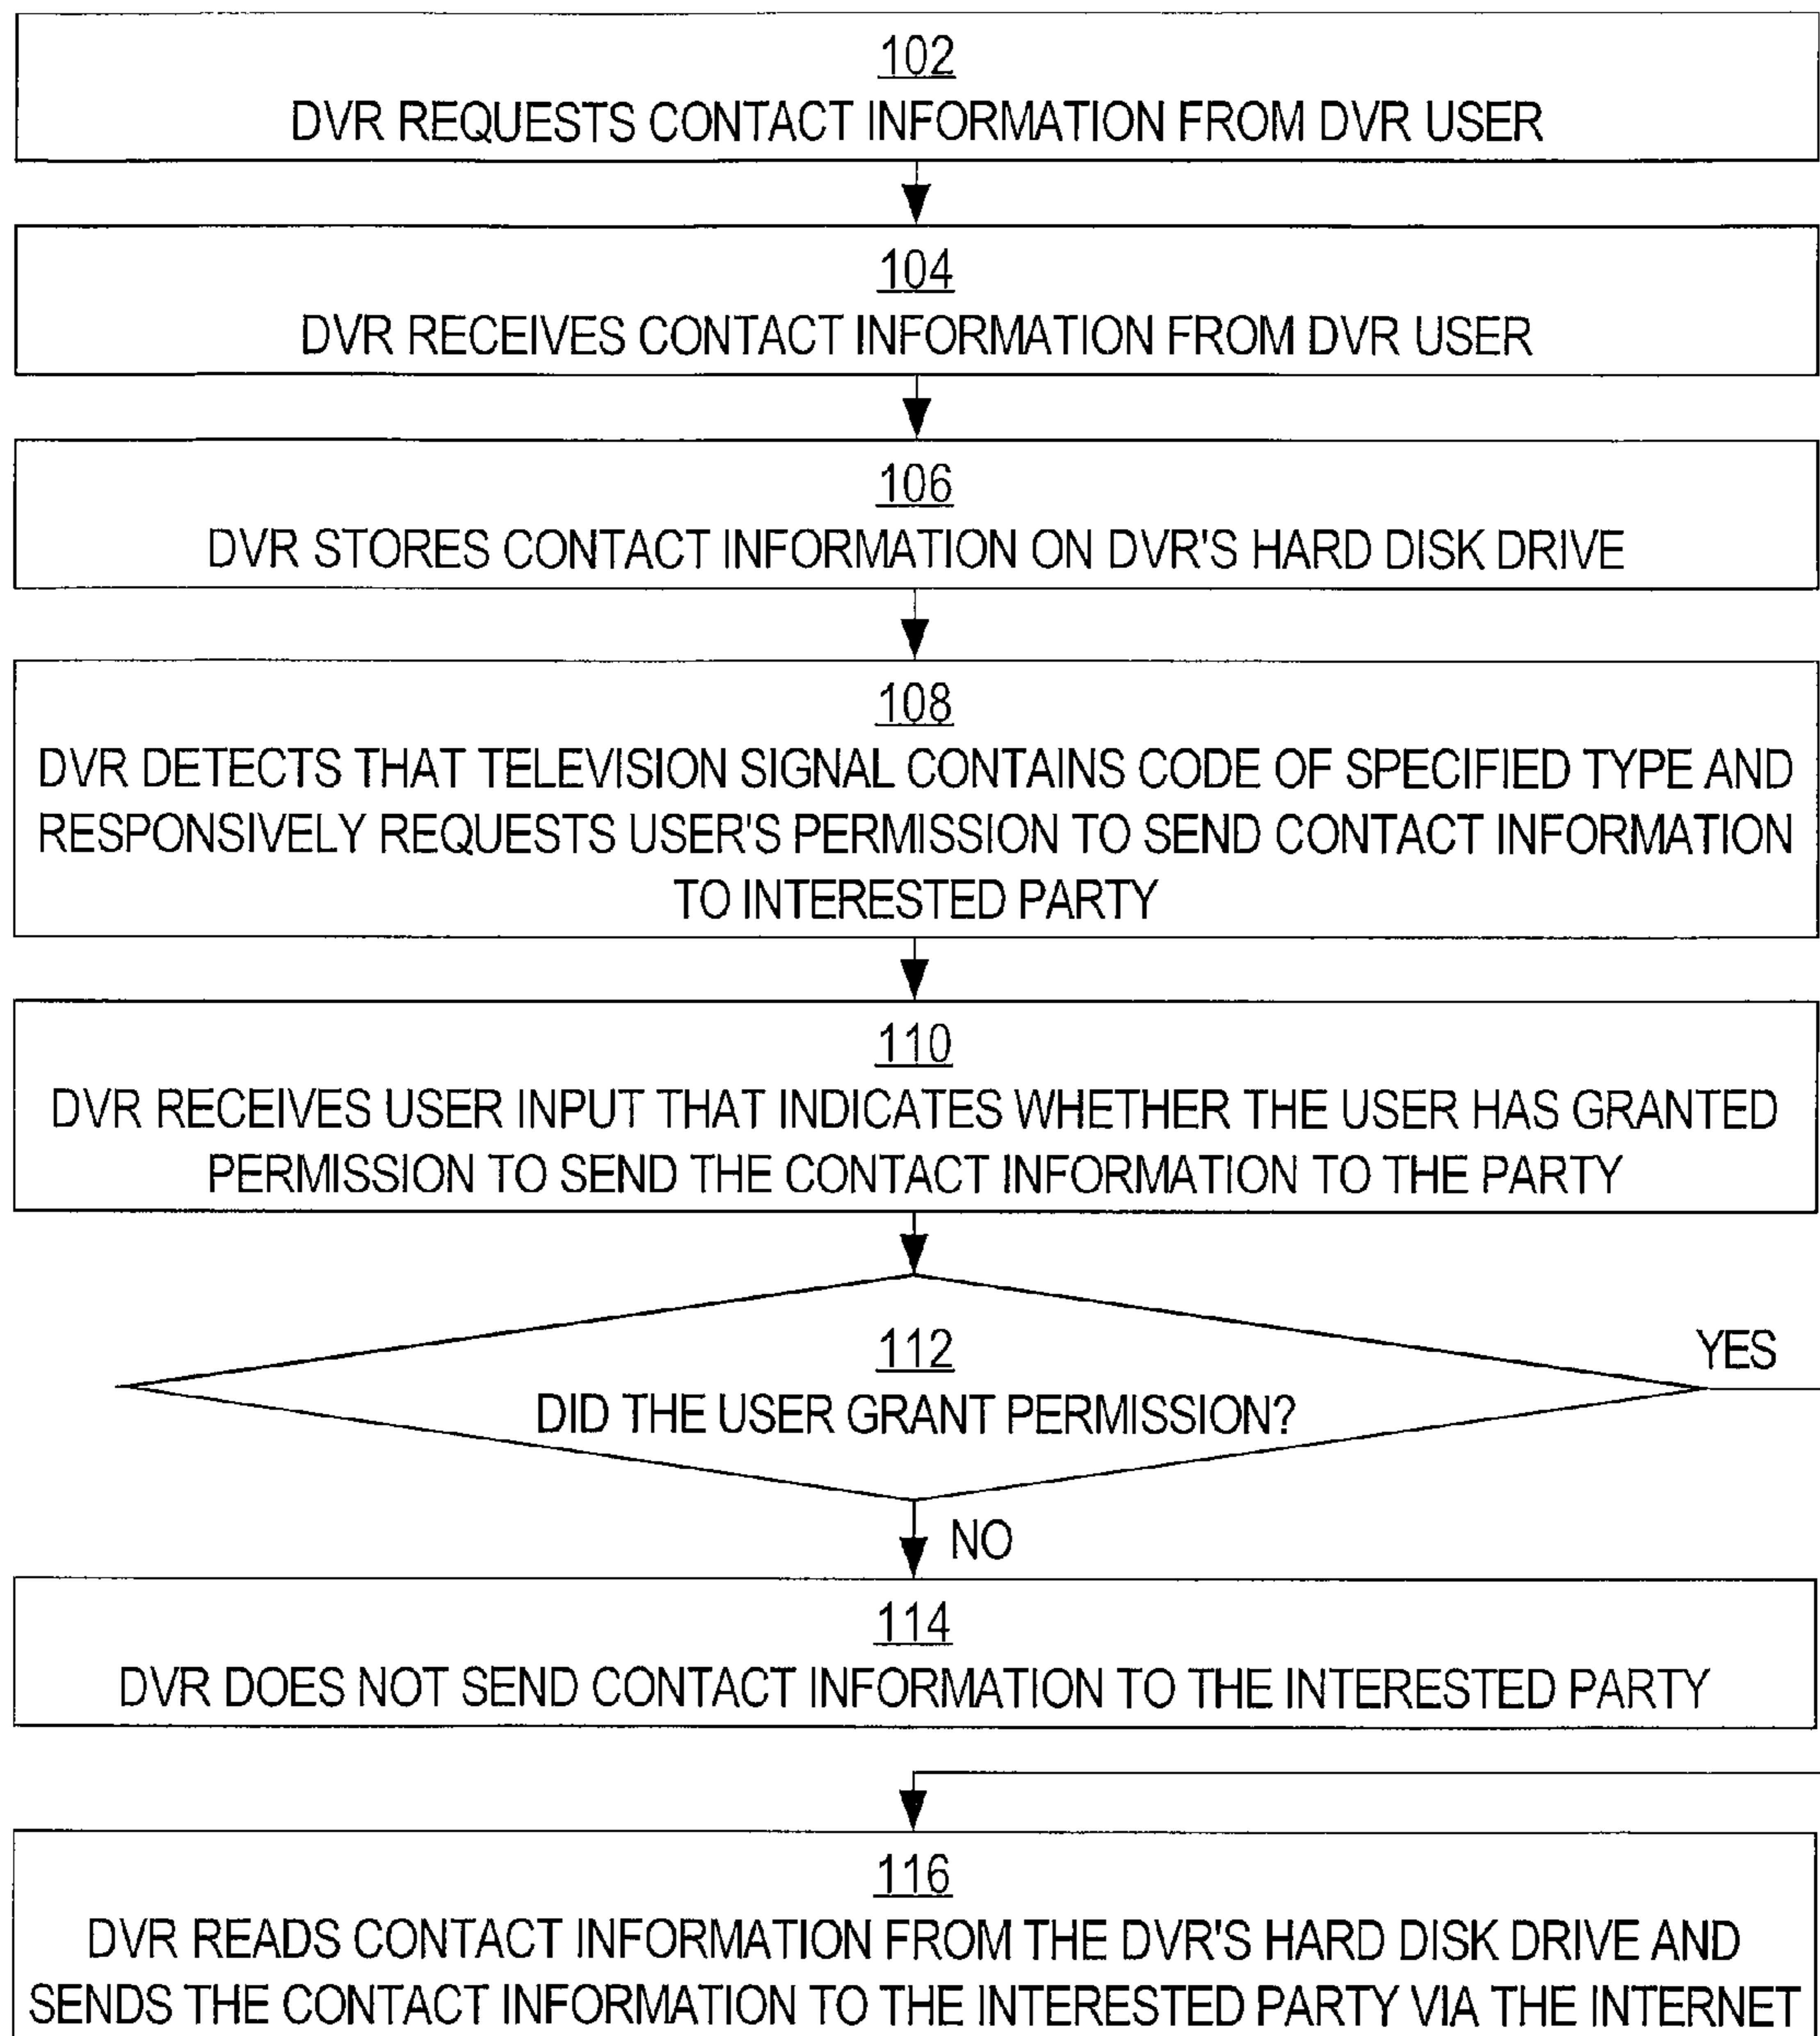 102
DVR REQUESTS CONTACT INFORMATION FROM DVR USER
104
DVR RECEIVES CONTACT INFORMATION FROM DVR USER
106
DVR STORES CONTACT INFORMATION ON DVR'S HARD DISK DRIVE
108
DVR DETECTS THAT TELEVISION SIGNAL CONTAINS CODE OF SPECIFIED TYPE AND
RESPONSIVELY REQUESTS USER'S PERMISSION TO SEND CONTACT INFORMATION
TO INTERESTED PARTY
110
DVR RECEIVES USER INPUT THAT INDICATES WHETHER THE USER HAS GRANTED
PERMISSION TO SEND THE CONTACT INFORMATION TO THE PARTY
112
DID THE USER GRANT PERMISSION?
YES
NO
114
DVR DOES NOT SEND CONTACT INFORMATION TO THE INTERESTED PARTY
116
DVR READS CONTACT INFORMATION FROM THE DVR'S HARD DISK DRIVE AND
SENDS THE CONTACT INFORMATION TO THE INTERESTED PARTY VIA THE INTERNET